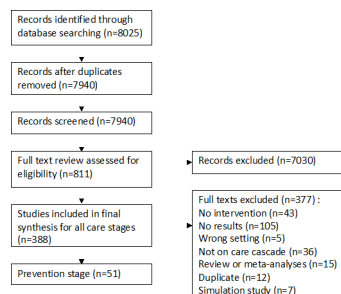 Records identified through
database searching (n=8025)
Records after duplicates
removed (n=7940)
Records screened (n=7940)
Full text review assessed for
eligibility (n=811)
Records excluded (n=7030)
Studies included in final
synthesis for all care stages
(n=388)
Full texts excluded (n=377) :
No intervention (n=43)
No results (n=105)
Wrong setting (n=5)
Not on care cascade (n=36)
Review or meta-analyses (n=15)
Duplicate (n=12)
Simulation study (n=7)
Prevention stage (n=51)